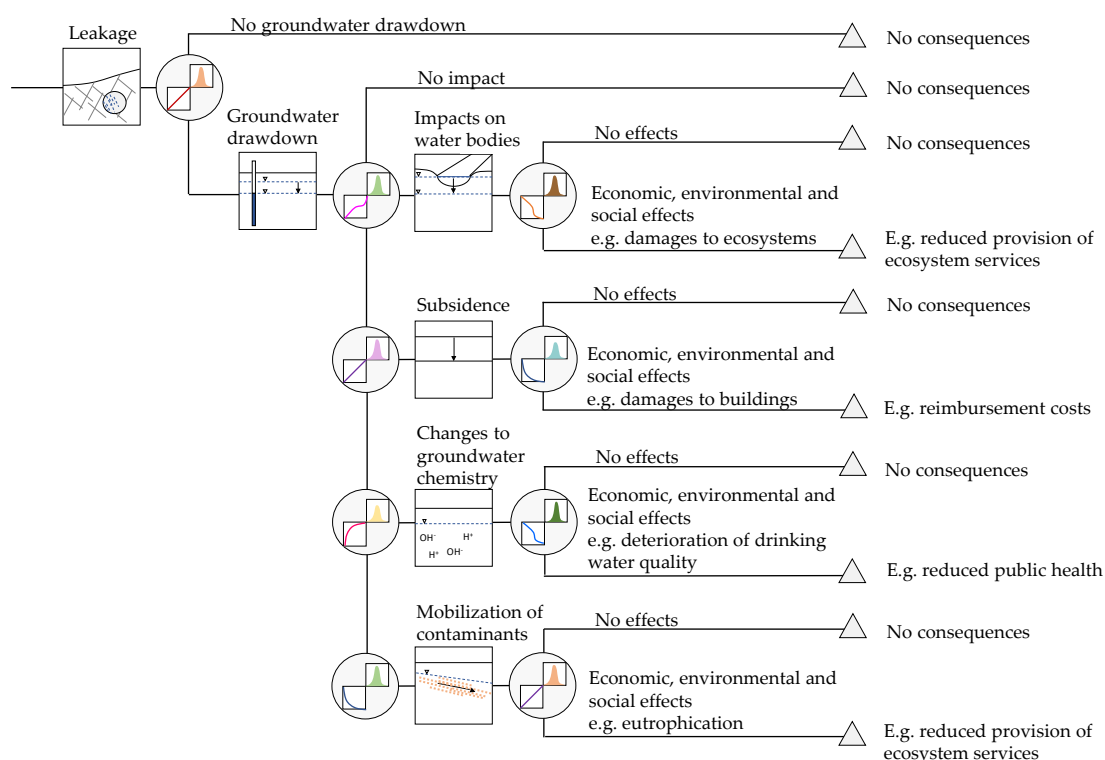 Leakage
No groundwater drawdown
No consequences
No impact
No consequences
Groundwater
drawdown
Impacts on
water bodies
No effects
No consequences
Economic, environmental and
social effects
e.g. damages to ecosystems
E.g. reduced provision of
ecosystem services
Subsidence
No effects
No consequences
Economic, environmental and
social effects
e.g. damages to buildings
E.g. reimbursement costs
Changes to
groundwater
chemistry
OH⁻ H⁺
H⁺ OH⁻
No effects
No consequences
Economic, environmental and
social effects
e.g. deterioration of drinking
water quality
E.g. reduced public health
Mobilization of
contaminants
No effects
No consequences
Economic, environmental and
social effects
e.g. eutrophication
E.g. reduced provision of
ecosystem services